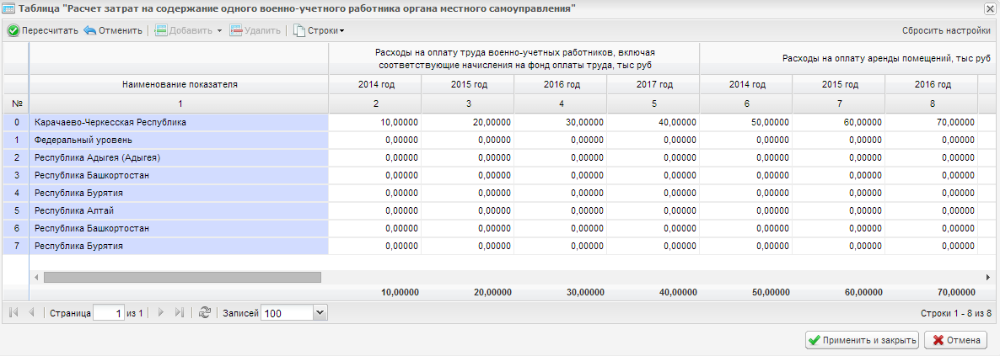 Таблица "Расчет затрат на содержание одного военно-учетного работника органа местного самоуправления"
Пересчитать Отменить Добавить Удалить Строки Сбросить настройки
Расходы на оплату труда военно-учетных работников, включая
соответствующие начисления на фонд оплаты труда, тыс руб
Расходы на оплату аренды помещений, тыс руб
Наименование показателя 2014 год 2015 год 2016 год 2017 год 2014 год 2015 год 2016 год
№ 1 2 3 4 5 6 7 8
0 Карачаево-Черкесская Республика 10,00000 20,00000 30,00000 40,00000 50,00000 60,00000 70,00000
1 Федеральный уровень 0,00000 0,00000 0,00000 0,00000 0,00000 0,00000 0,00000
2 Республика Адыгея (Адыгея) 0,00000 0,00000 0,00000 0,00000 0,00000 0,00000 0,00000
3 Республика Башкортостан 0,00000 0,00000 0,00000 0,00000 0,00000 0,00000 0,00000
4 Республика Бурятия 0,00000 0,00000 0,00000 0,00000 0,00000 0,00000 0,00000
5 Республика Алтай 0,00000 0,00000 0,00000 0,00000 0,00000 0,00000 0,00000
6 Республика Башкортостан 0,00000 0,00000 0,00000 0,00000 0,00000 0,00000 0,00000
7 Республика Бурятия 0,00000 0,00000 0,00000 0,00000 0,00000 0,00000 0,00000
10,00000 20,00000 30,00000 40,00000 50,00000 60,00000 70,00000
Страница 1 из 1 Записей 100 Строки 1 - 8 из 8
Применить и закрыть Отмена